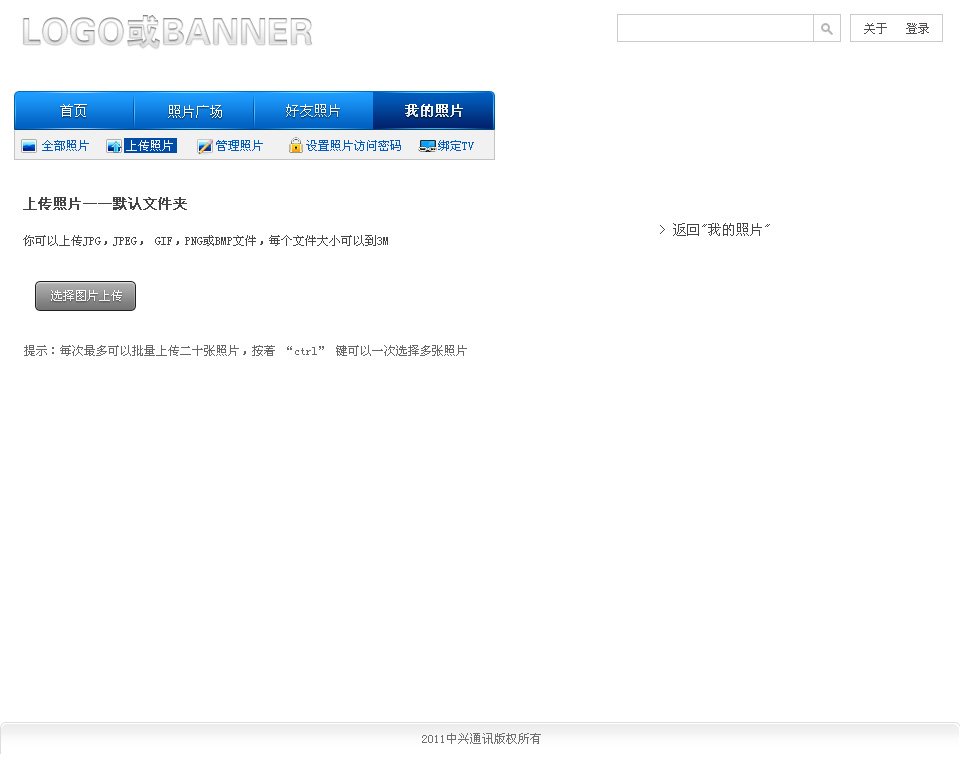 LOGO或BANNER
关于 登录
首页 照片广场 好友照片 我的照片
全部照片 上传照片 管理照片 设置照片访问密码 绑定TV
上传照片——默认文件夹
你可以上传JPG，JPEG， GIF，PNG或BMP文件，每个文件大小可以到3M
> 返回"我的照片"
选择图片上传
提示：每次最多可以批量上传二十张照片，按著 “ctrl” 键可以一次选择多张照片
2011中兴通讯版权所有